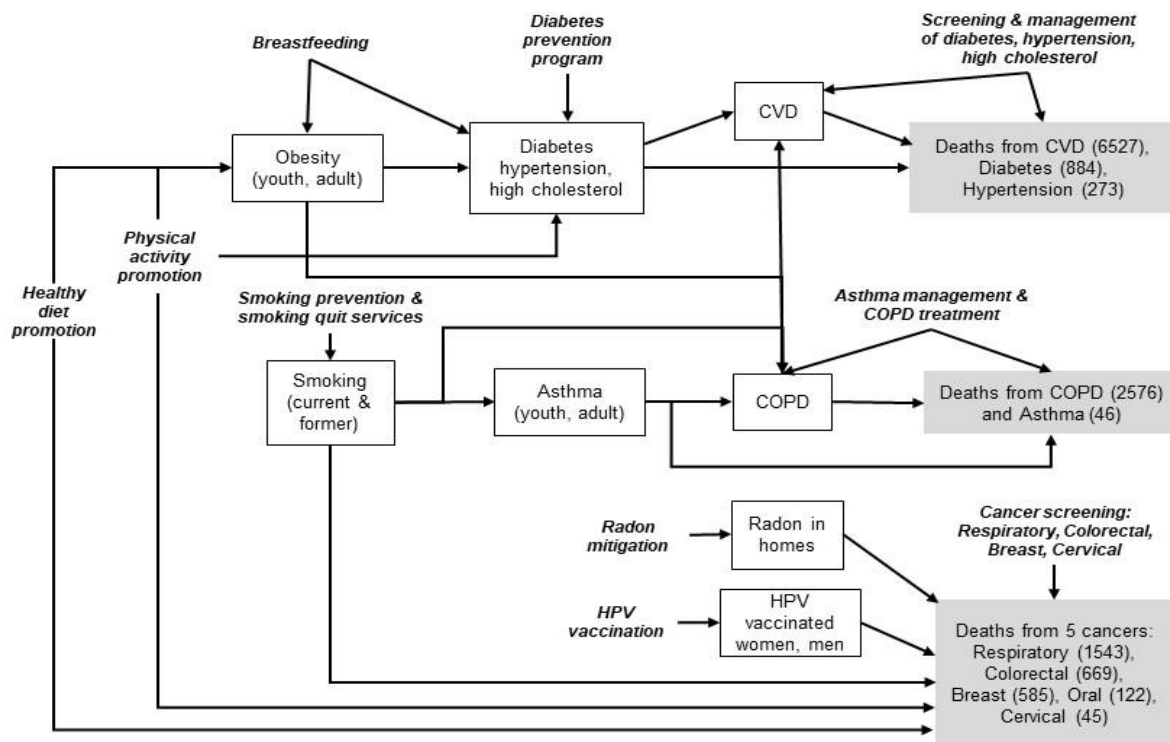 Breastfeeding
Diabetes
prevention
program
Screening & management
of diabetes, hypertension,
high cholesterol
CVD
Obesity
(youth, adult)
Diabetes
hypertension,
high cholesterol
Deaths from CVD (6527),
Diabetes (884),
Hypertension (273)
Physical
activity
promotion
Healthy
diet
promotion
Smoking prevention &
smoking quit services
Asthma management &
COPD treatment
Smoking
(current &
former)
Asthma
(youth, adult)
COPD
Deaths from COPD (2576)
and Asthma (46)
Radon
mitigation
Radon in
homes
Cancer screening:
Respiratory, Colorectal,
Breast, Cervical
HPV
vaccination
HPV
vaccinated
women, men
Deaths from 5 cancers:
Respiratory (1543),
Colorectal (669),
Breast (585), Oral (122),
Cervical (45)